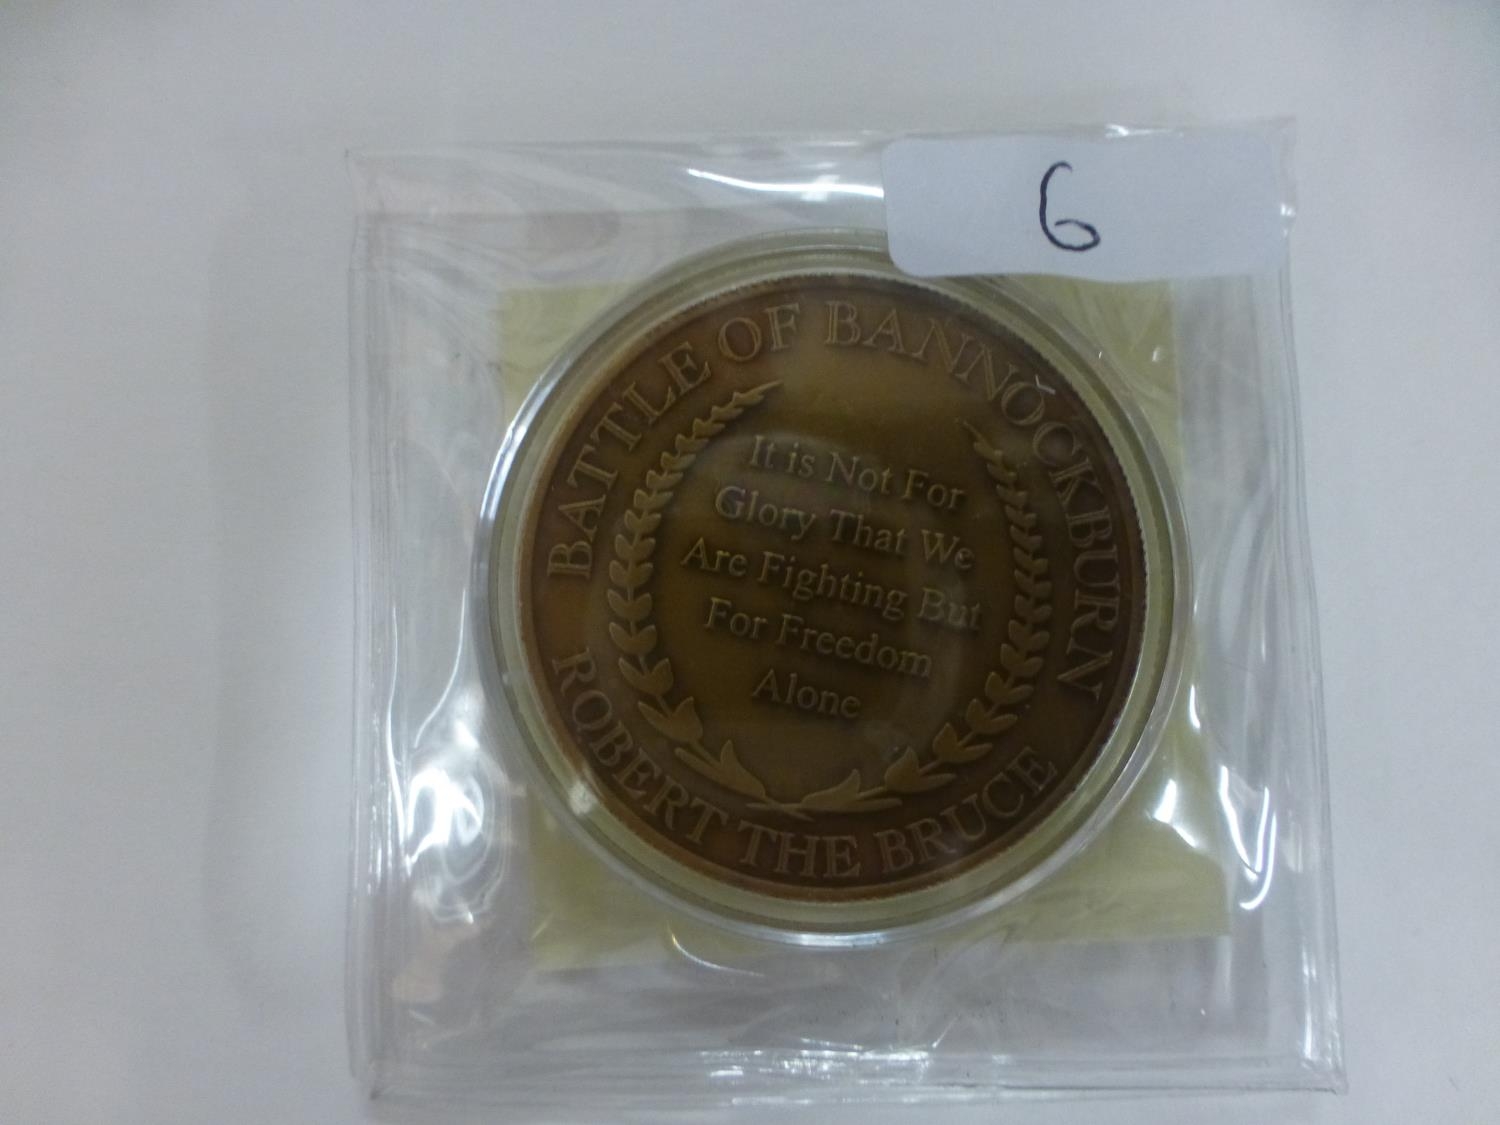 6
BATTLE OF BANNOCKBURN
It is Not For
Glory That We
Are Fighting But
For Freedom
Alone
ROBERT THE BRUCE